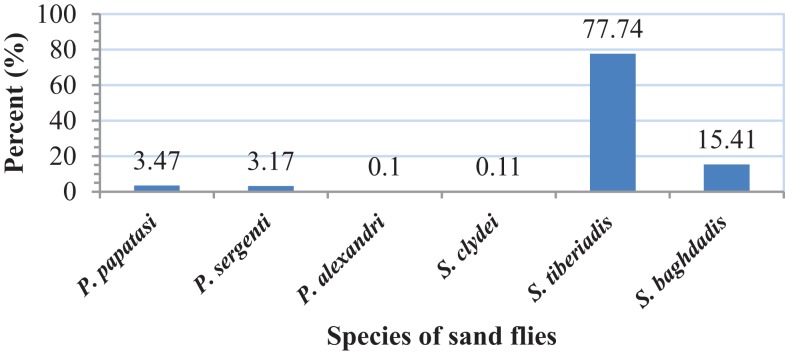 Percent (%)
100
80
60
40
20
0
3.47
3.17
0.1
0.11
77.74
15.41
P. papatasi
P. sergenti
P. alexandri
S. clydei
S. tiberiadis
S. baghdadis
Species of sand flies